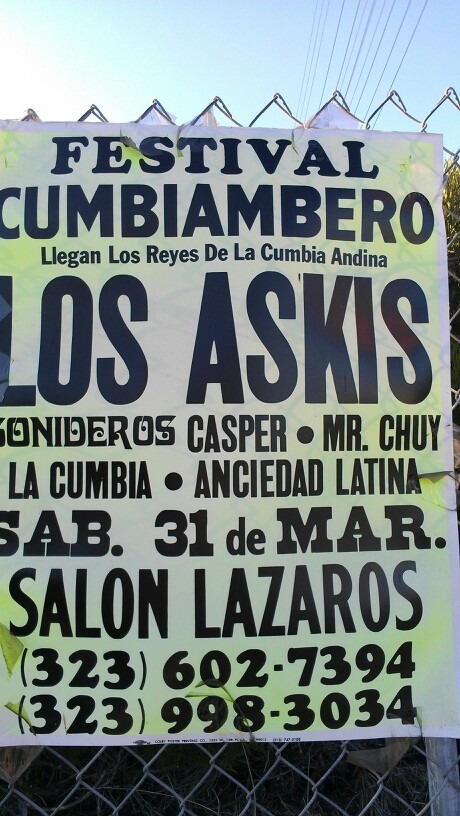 FESTIVAL
CUMBIAMBERO
Llegan Los Reyes De La Cumbia Andina
LOS ASKIS
SONIDEROS CASPER • MR. CHUY
LA CUMBIA • ANCIEDAD LATINA
SAB. 31 de MAR.
SALON LAZAROS
(323) 602-7394
(323) 998-3034